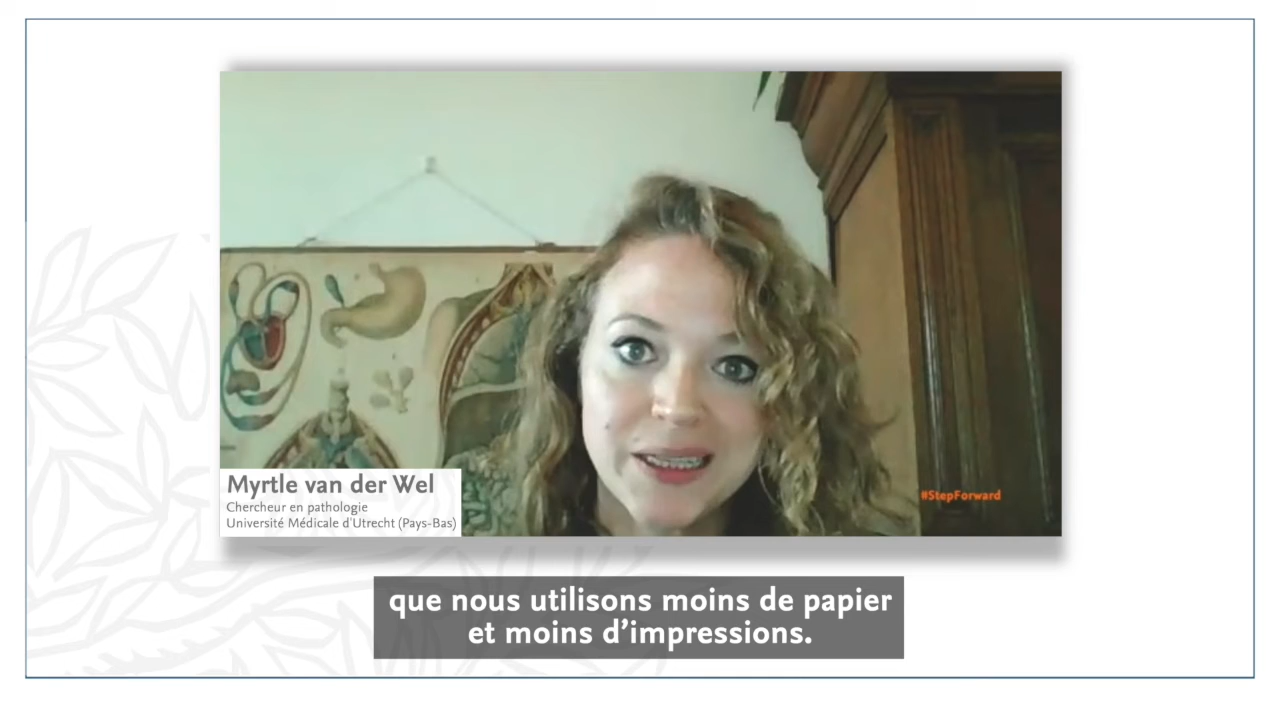 Myrtle van der Wel
Chercheur en pathologie
Université Médicale d'Utrecht (Pays-Bas)
#StepForward
que nous utilisons moins de papier
et moins d'impressions.